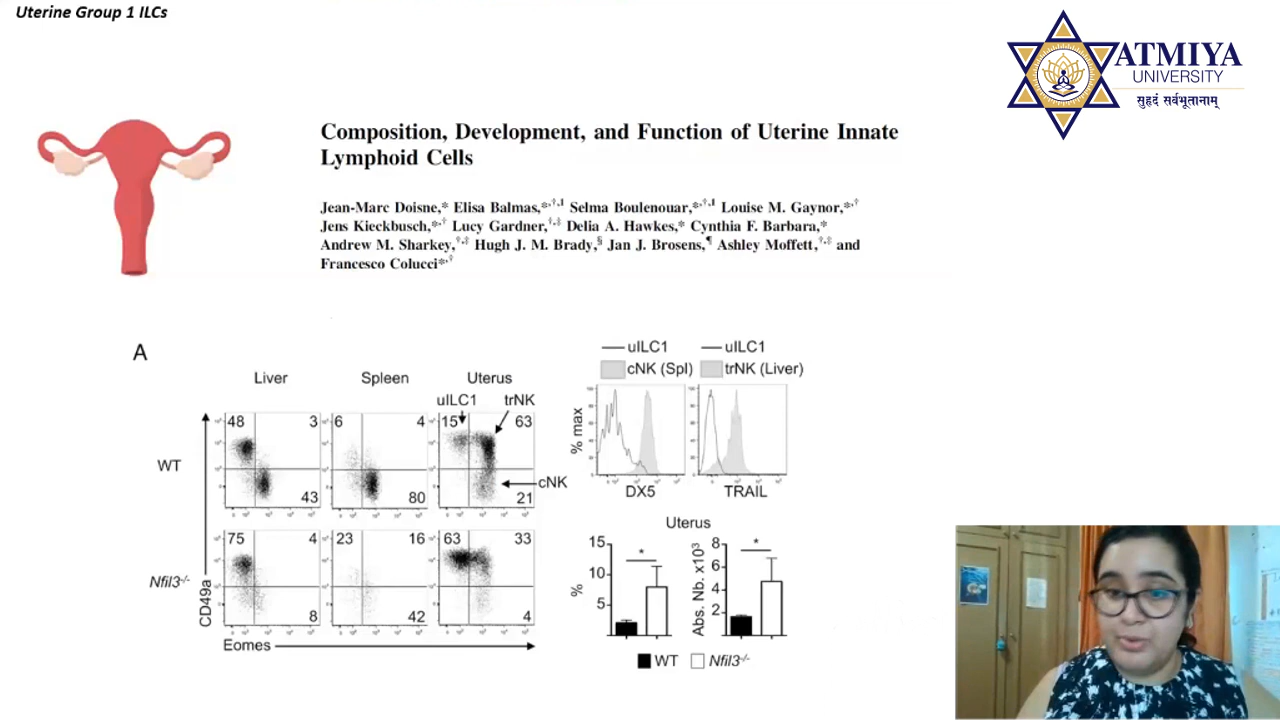 Uterine Group 1 ILCs
ATMIYA
UNIVERSITY
सुहृदं सर्वभूतानाम्
Composition, Development, and Function of Uterine Innate
Lymphoid Cells
Jean-Marc Doisne,* Elisa Balmas,*,†,1 Selma Boulenouar,*,†,1 Louise M. Gaynor,*,†
Jens Kieckbusch,*,† Lucy Gardner,†,‡ Delia A. Hawkes,* Cynthia F. Barbara,*
Andrew M. Sharkey,†,‡ Hugh J. M. Brady,§ Jan J. Brosens,¶ Ashley Moffett,†,‡ and
Francesco Colucci*,†
A
Liver Spleen Uterus
uILC1 trNK
WT
48 3 6 4 15 63
43 80 21
cNK
Nfil3-/-
75 4 23 16 63 33
8 42 4
CD49a
Eomes
uILC1 uILC1
cNK (Spl) trNK (Liver)
% max
DX5 TRAIL
Uterus
15
10
5
%
*
8
6
4
2
0
Abs. Nb. x10³
*
WT Nfil3-/-